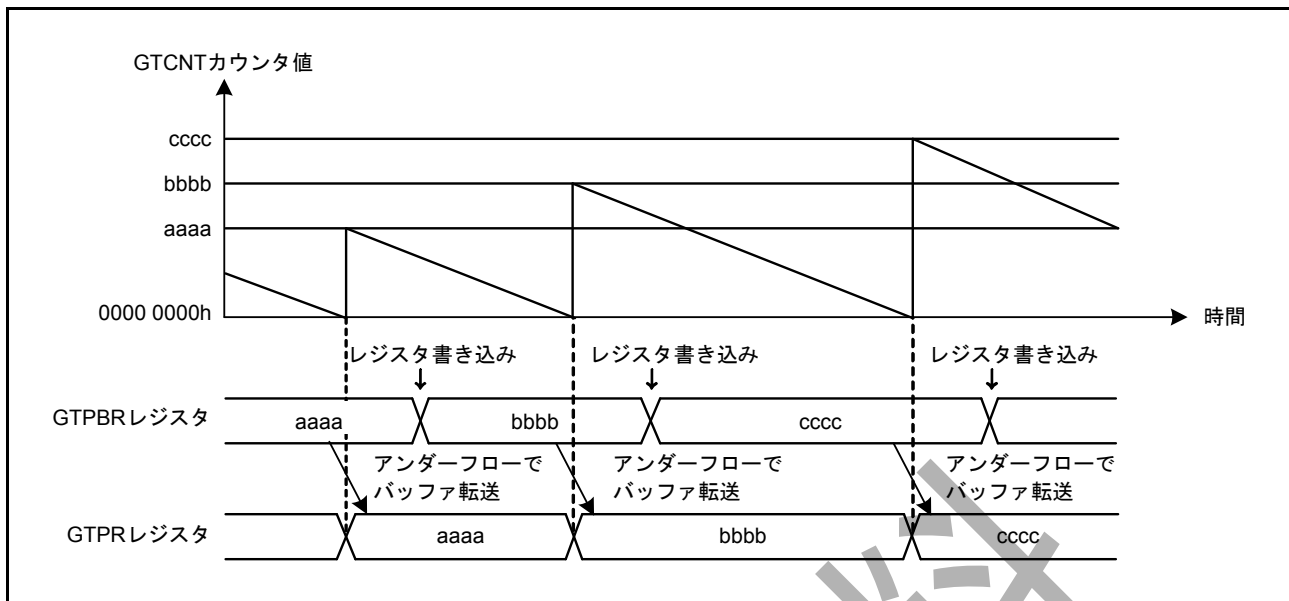 GTCNTカウンタ値
cccc
bbbb
aaaa
0000 0000h
時間
レジスタ書き込み レジスタ書き込み レジスタ書き込み
GTPBRレジスタ aaaa bbbb cccc
アンダーフローで アンダーフローで アンダーフローで
バッファ転送 バッファ転送 バッファ転送
GTPRレジスタ aaaa bbbb cccc